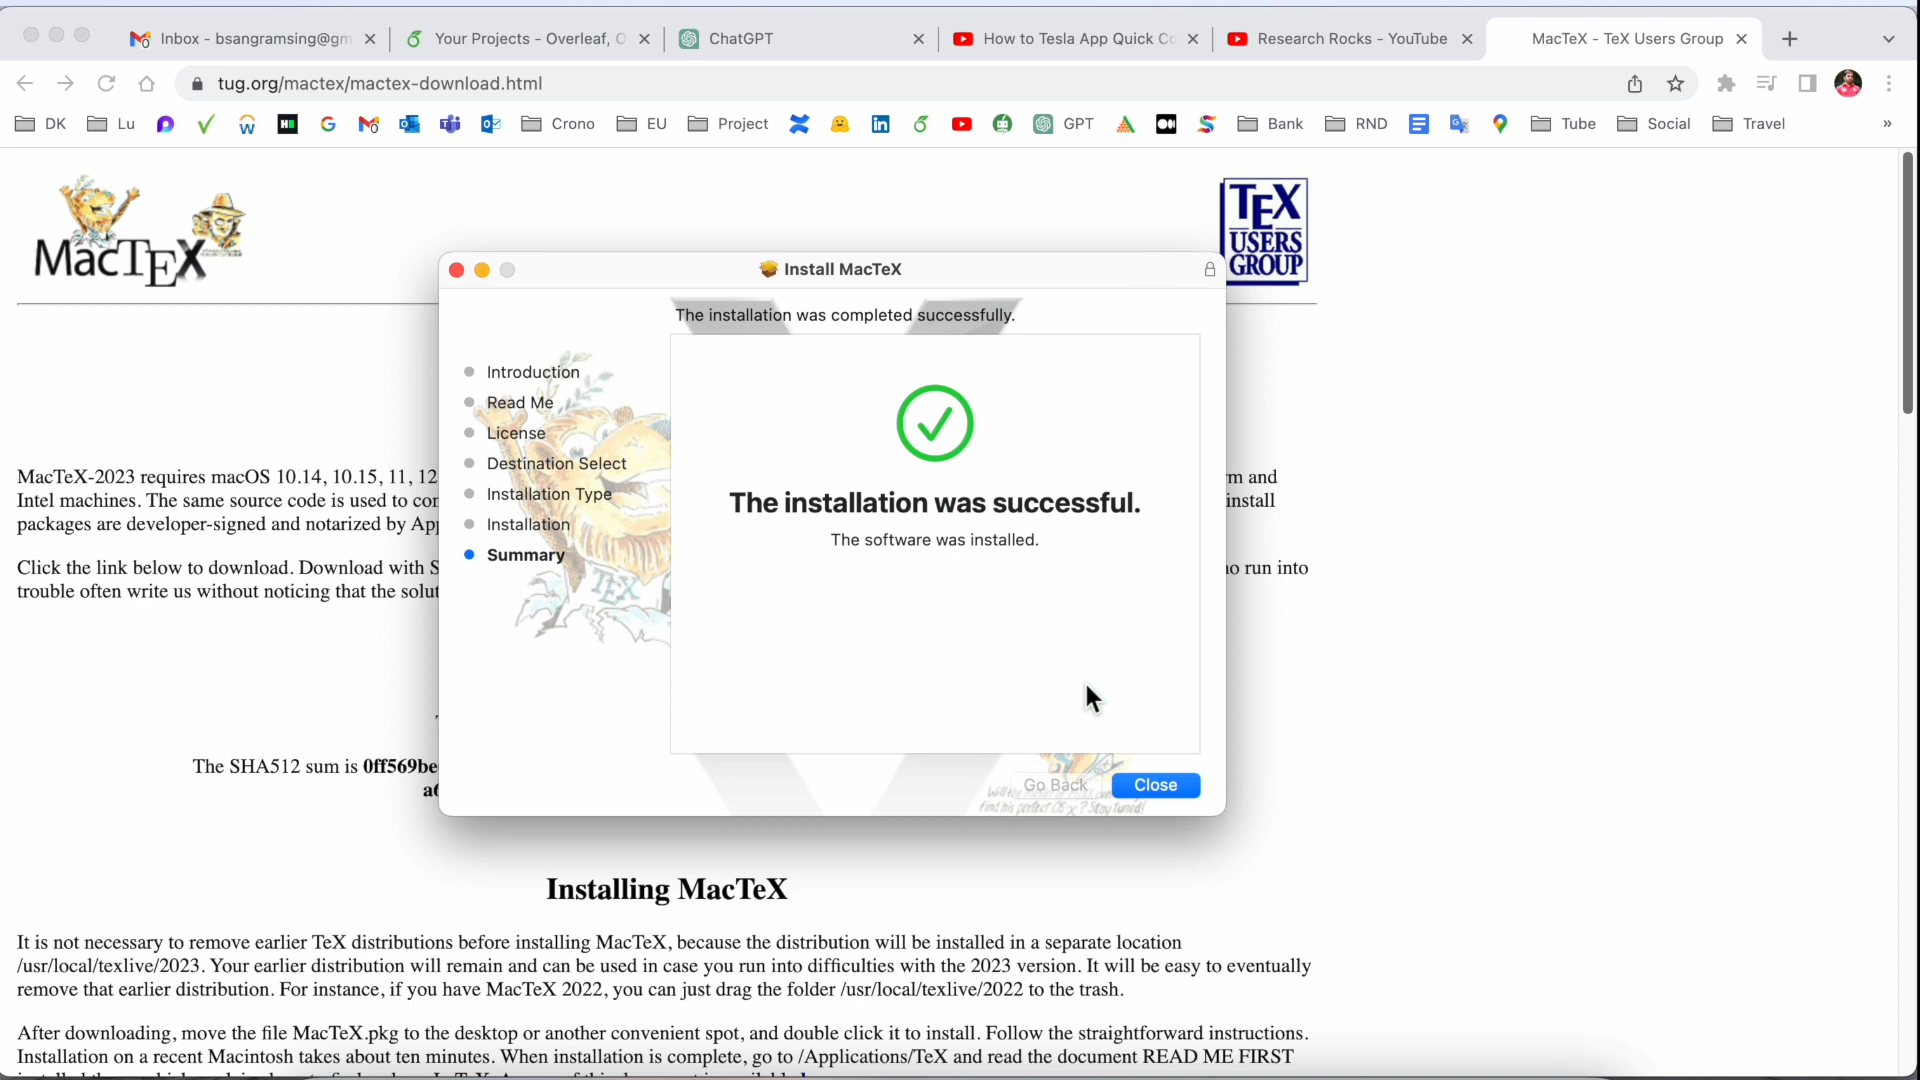 Inbox - bsangramsing@gm
Your Projects - Overleaf, O
ChatGPT
How to Tesla App Quick Co
Research Rocks - YouTube
MacTeX - TeX Users Group
tug.org/mactex/mactex-download.html
DK
Lu
Crono
EU
Project
GPT
Bank
RND
Tube
Social
Travel
»
MacTeX
TEX
USERS
GROUP
Install MacTeX
The installation was completed successfully.
Introduction
Read Me
License
Destination Select
Installation Type
Installation
Summary
The installation was successful.
The software was installed.
Go Back
Close
MacTeX-2023 requires macOS 10.14, 10.15, 11, 12
m and
Intel machines. The same source code is used to con
install
packages are developer-signed and notarized by App
Click the link below to download. Download with S
o run into
trouble often write us without noticing that the solut
The SHA512 sum is 0ff569be
a6
Installing MacTeX
It is not necessary to remove earlier TeX distributions before installing MacTeX, because the distribution will be installed in a separate location
/usr/local/texlive/2023. Your earlier distribution will remain and can be used in case you run into difficulties with the 2023 version. It will be easy to eventually
remove that earlier distribution. For instance, if you have MacTeX 2022, you can just drag the folder /usr/local/texlive/2022 to the trash.
After downloading, move the file MacTeX.pkg to the desktop or another convenient spot, and double click it to install. Follow the straightforward instructions.
Installation on a recent Macintosh takes about ten minutes. When installation is complete, go to /Applications/TeX and read the document READ ME FIRST